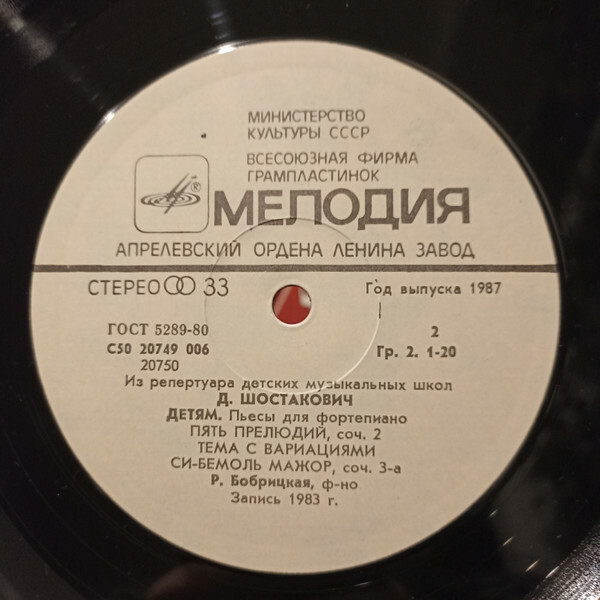 МИНИСТЕРСТВО
КУЛЬТУРЫ СССР
ВСЕСОЮЗНАЯ ФИРМА
ГРАМПЛАСТИНОК
®
МЕЛОДИЯ
АПРЕЛЕВСКИЙ ОРДЕНА ЛЕНИНА ЗАВОД
СТЕРЕО 33
Год выпуска 1987
ГОСТ 5289-80
2
С50 20749 006
Гр. 2. 1-20
20750
Из репертуара детских музыкальных школ
Д. ШОСТАКОВИЧ
ДЕТЯМ. Пьесы для фортепиано
ПЯТЬ ПРЕЛЮДИЙ, соч. 2
ТЕМА С ВАРИАЦИЯМИ
СИ-БЕМОЛЬ МАЖОР, соч. 3-а
Р. Бобрицкая, ф-но
Запись 1983 г.